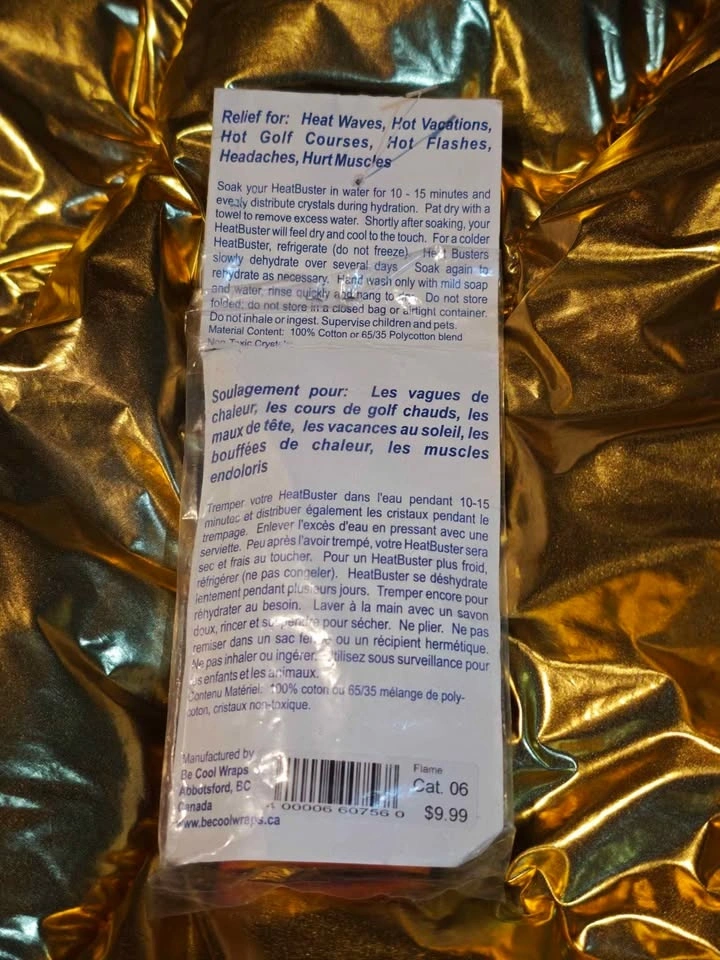 Relief for: Heat Waves, Hot Vacations,
Hot Golf Courses, Hot Flashes,
Headaches, Hurt Muscles
Soak your HeatBuster in water for 10 - 15 minutes and
evenly distribute crystals during hydration. Pat dry with a
towel to remove excess water. Shortly after soaking, your
HeatBuster will feel dry and cool to the touch. For a colder
HeatBuster, refrigerate (do not freeze). Heat Busters
slowly dehydrate over several days. Soak again to
rehydrate as necessary. Hand wash only with mild soap
and water, rinse quickly and hang to Do not store
folded; do not store in a closed bag or airtight container.
Do not inhale or ingest. Supervise children and pets.
Material Content: 100% Cotton or 65/35 Polycotton blend
Non-Toxic
Soulagement pour: Les vagues de
chaleur, les cours de golf chauds, les
maux de tête, les vacances au soleil, les
bouffées de chaleur, les muscles
endoloris
Tremper votre HeatBuster dans l'eau pendant 10-15
minutes et distribuer également les cristaux pendant le
trempage. Enlever l'excés d'eau en pressant avec une
serviette. Peu après l'avoir trempé, votre HeatBuster sera
sec et frais au toucher. Pour un HeatBuster plus froid,
réfrigérer (ne pas congeler). HeatBuster se déshydrate
lentement pendant plusieurs jours. Tremper encore pour
réhydrater au besoin. Laver à la main avec un savon
doux, rincer et suspendre pour sécher. Ne plier. Ne pas
remiser dans un sac ou un récipient hermétique.
Ne pas inhaler ou ingérer. Utilisez sous surveillance pour
les enfants et les animaux.
Contenu Matériel: 100% coton ou 65/35 mélange de poly-
coton, cristaux non-toxique.
Manufactured by
Be Cool Wraps
Abbotsford, BC
Canada
www.becoolwraps.ca
00006 60756 0
Flame
Cat. 06
$9.99